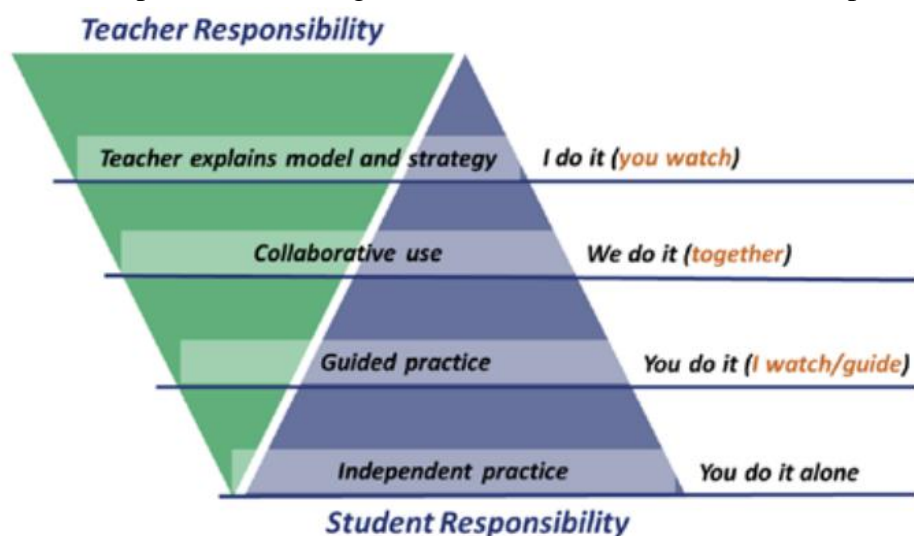 Teacher Responsibility
Teacher explains model and strategy I do it (you watch)
Collaborative use We do it (together)
Guided practice You do it (I watch/guide)
Independent practice You do it alone
Student Responsibility